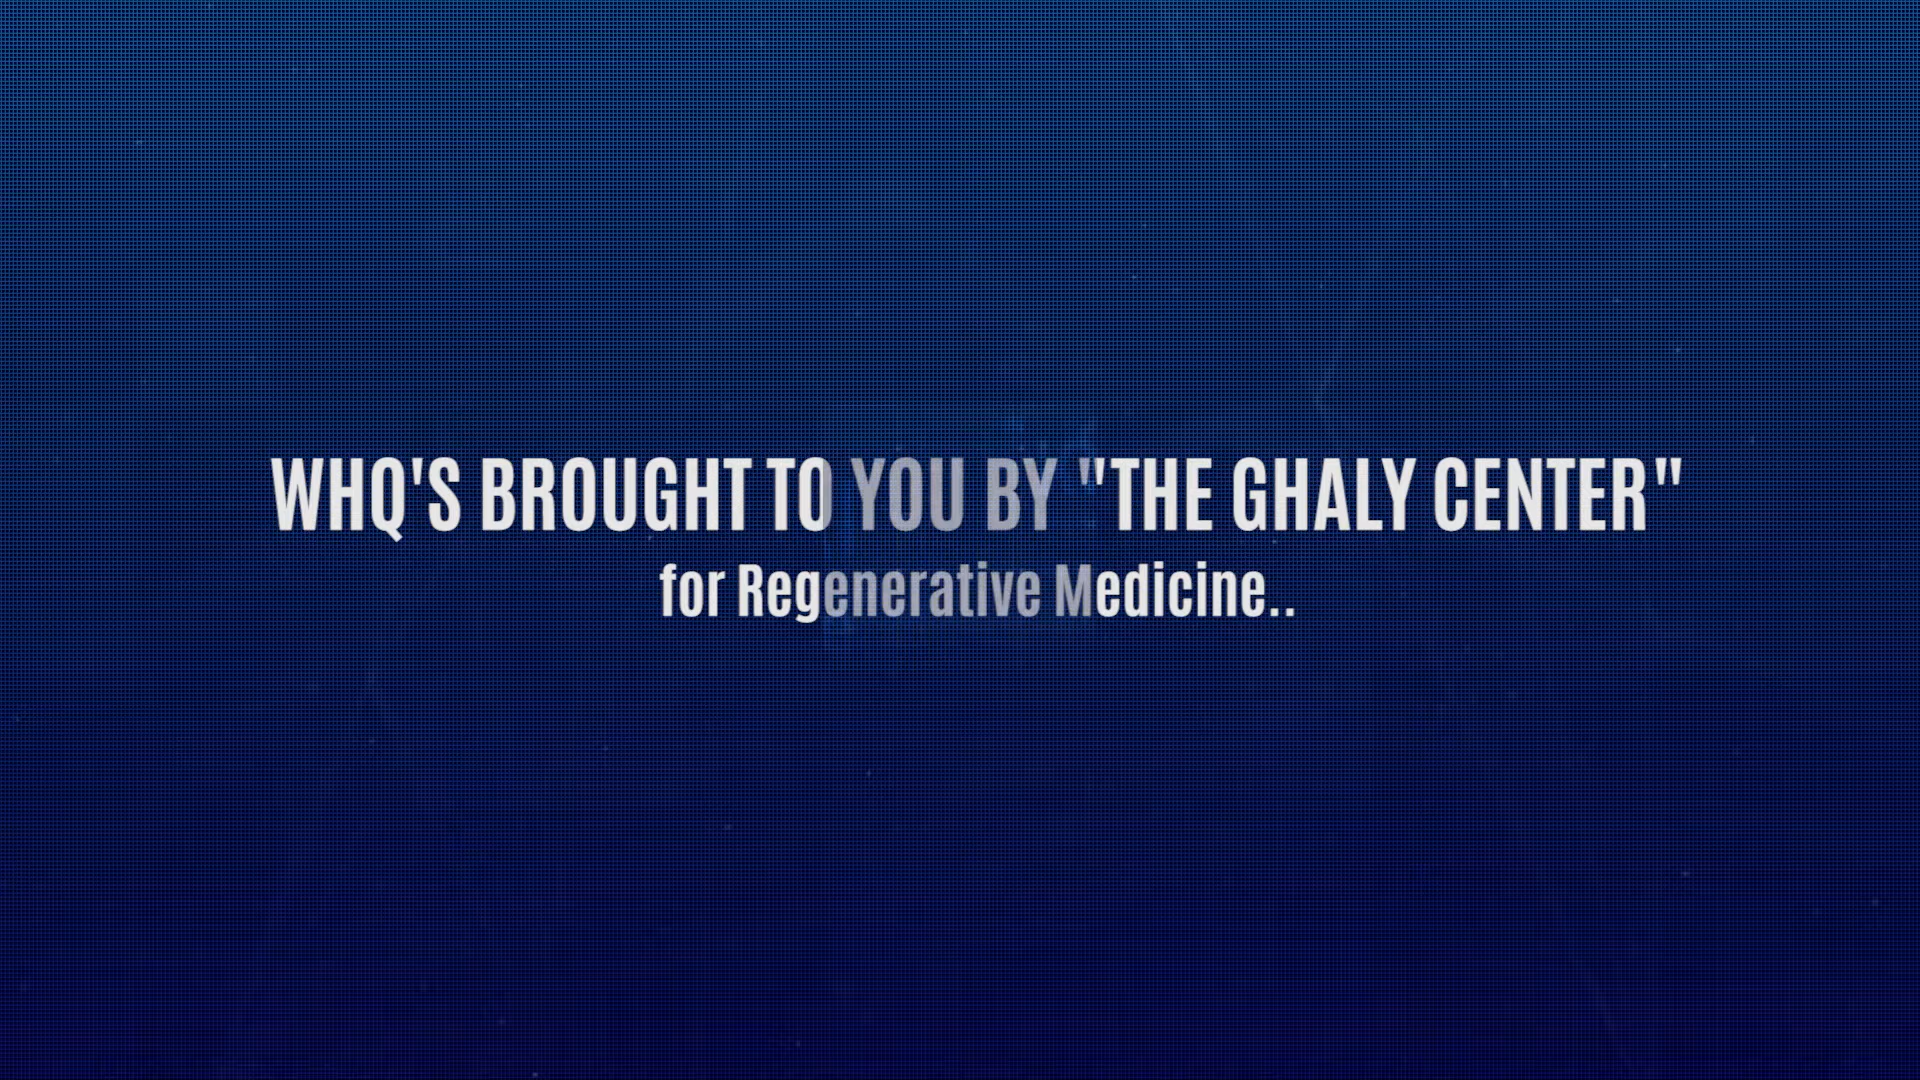 WHQ'S BROUGHT TO YOU BY "THE GHALY CENTER"
for Regenerative Medicine..